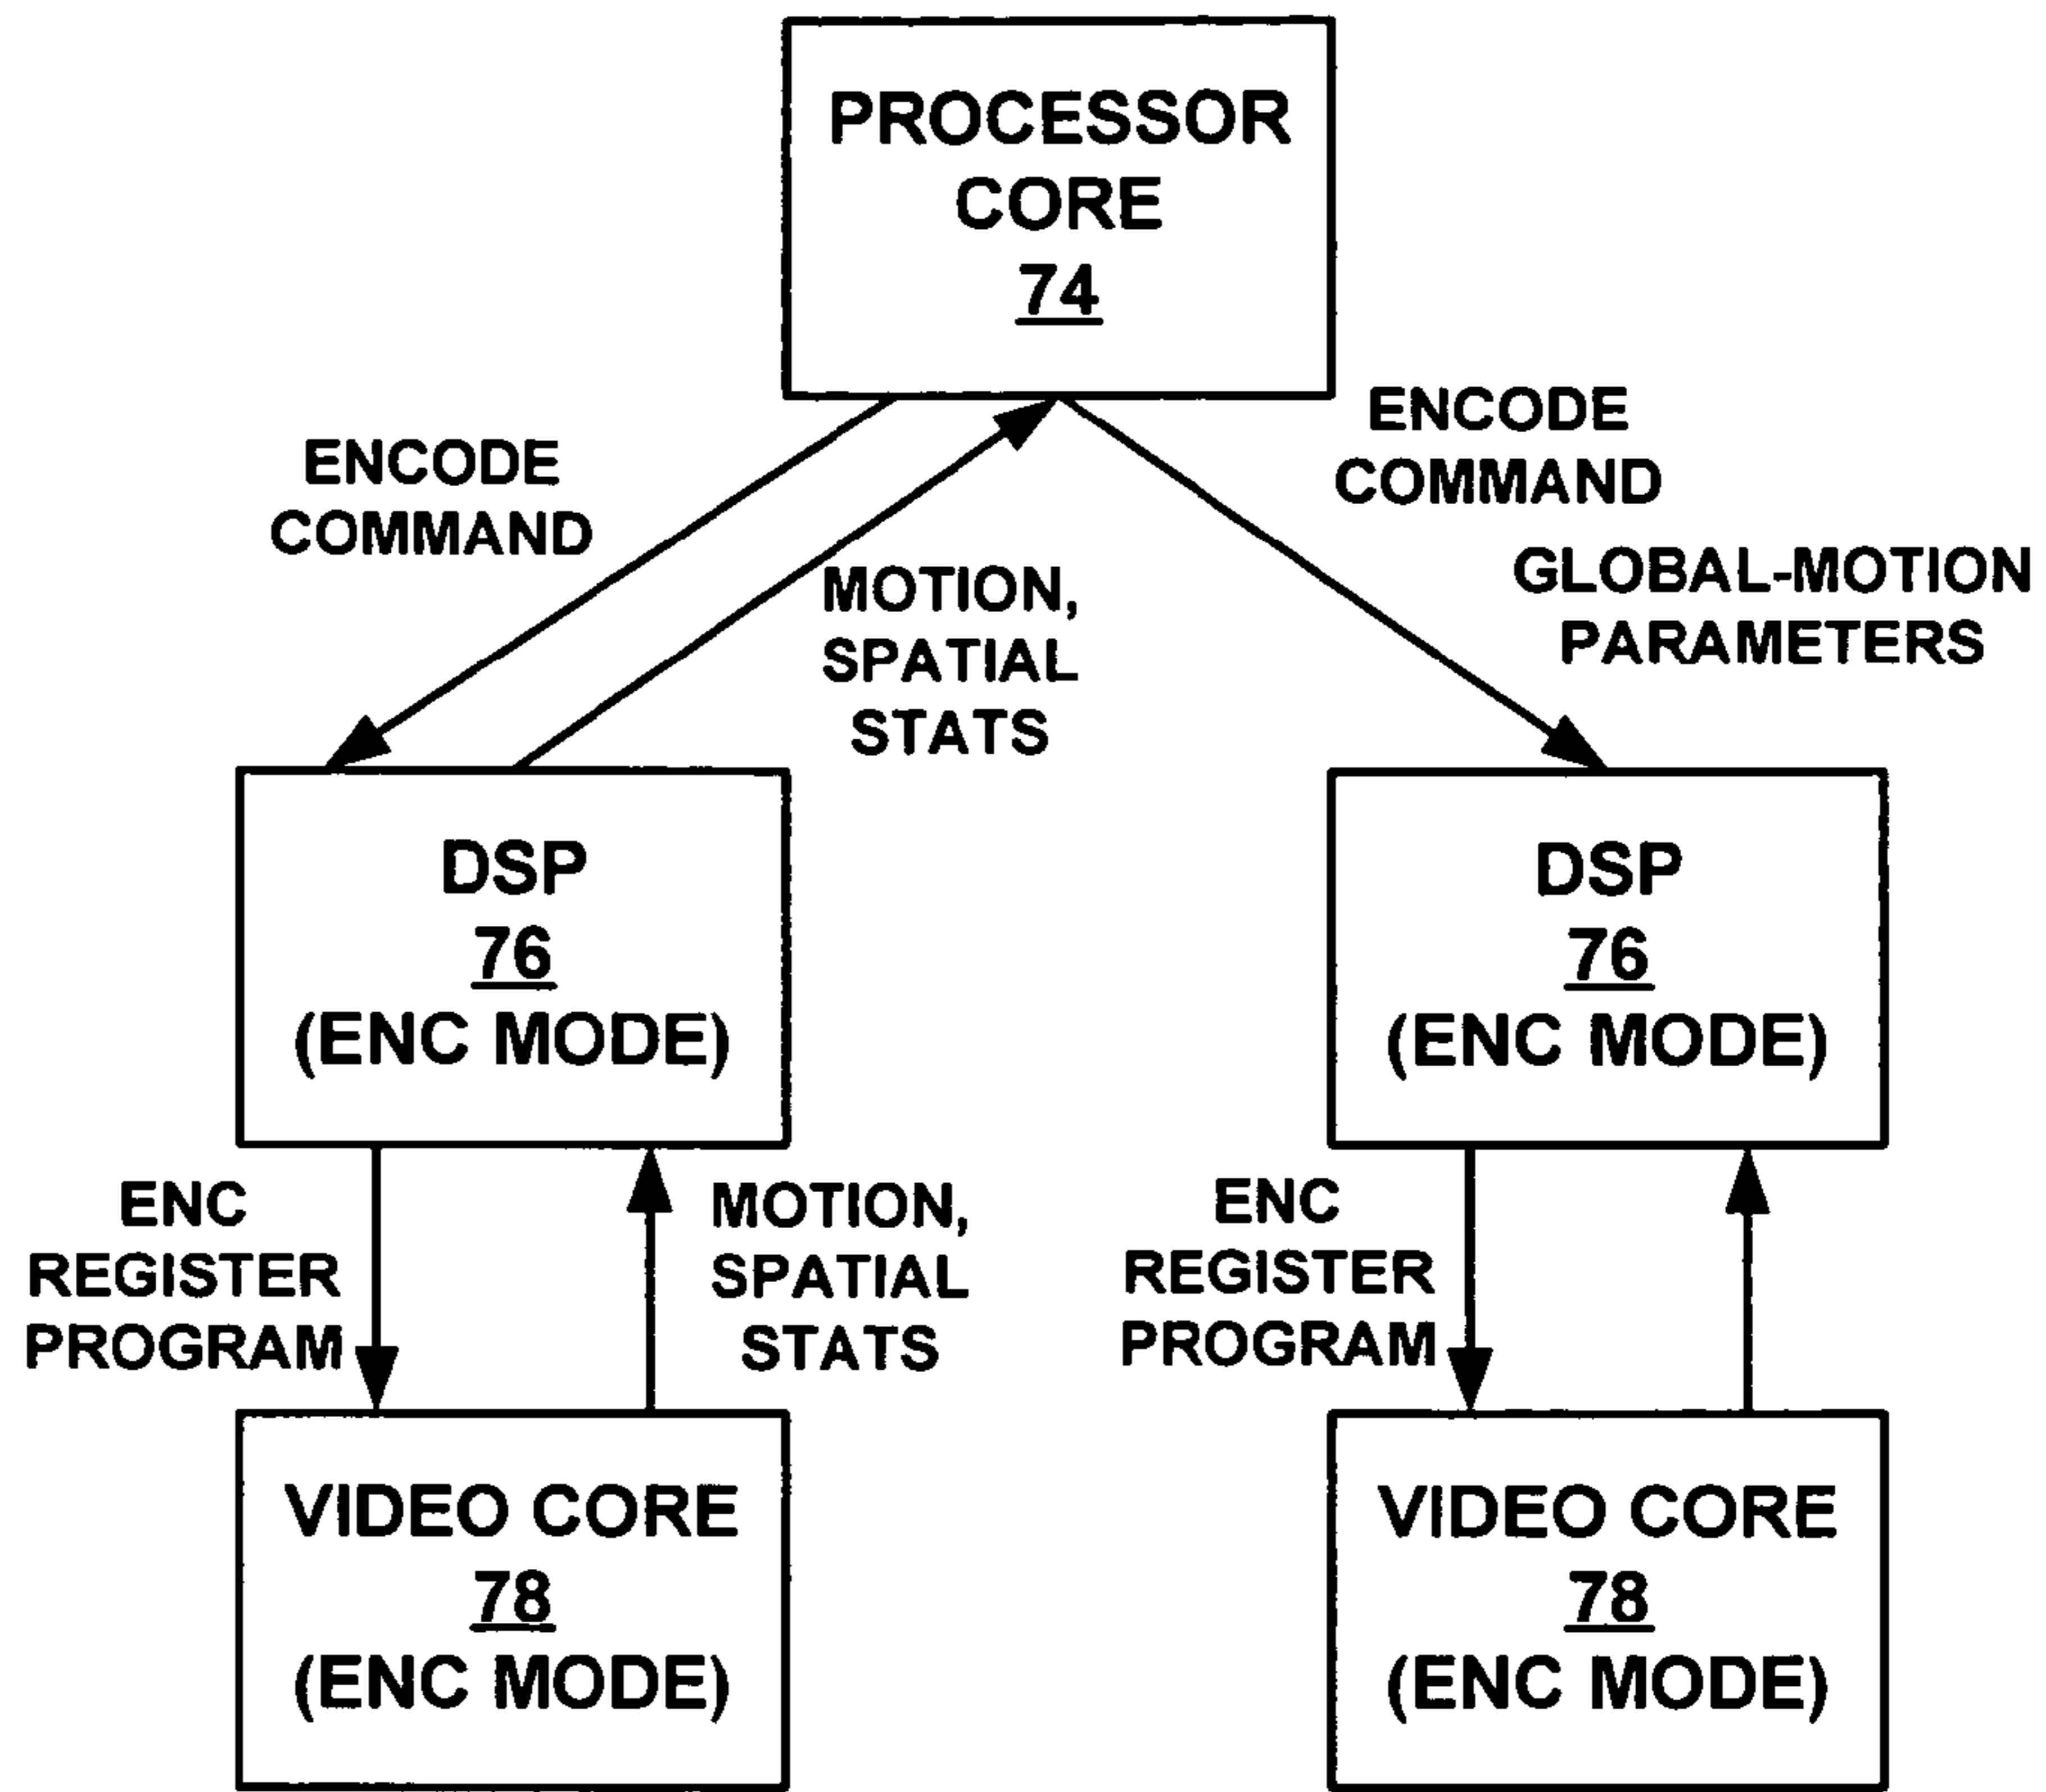 PROCESSOR
CORE
74
ENCODE
COMMAND
MOTION,
SPATIAL
STATS
ENCODE
COMMAND
GLOBAL-MOTION
PARAMETERS
DSP
76
(ENC MODE)
DSP
76
(ENC MODE)
ENC
REGISTER
PROGRAM
MOTION,
SPATIAL
STATS
ENC
REGISTER
PROGRAM
VIDEO CORE
78
(ENC MODE)
VIDEO CORE
78
(ENC MODE)